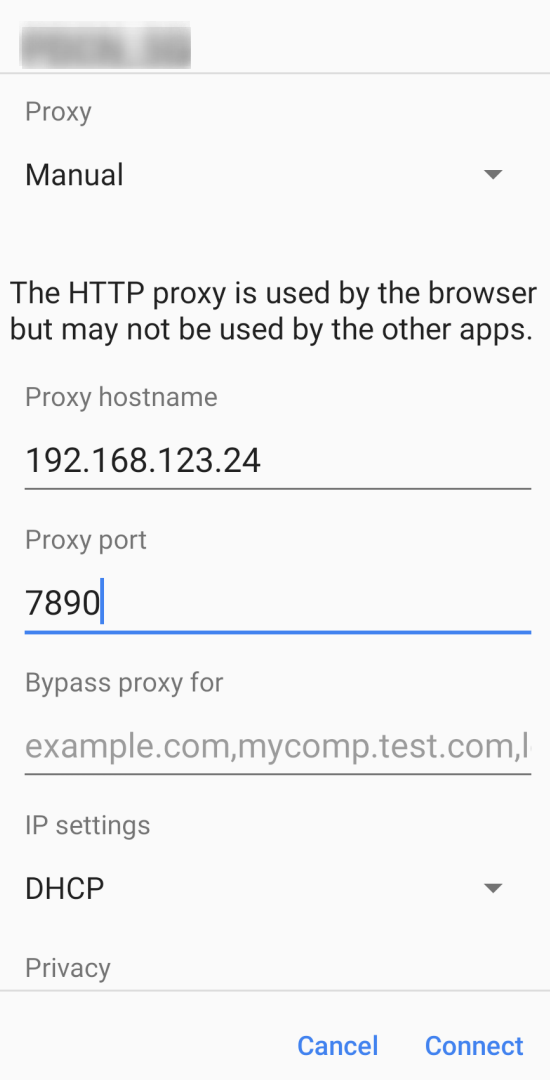 Proxy
Manual
The HTTP proxy is used by the browser
but may not be used by the other apps.
Proxy hostname
192.168.123.24
Proxy port
7890
Bypass proxy for
example.com,mycomp.test.com,l
IP settings
DHCP
Privacy
Cancel Connect